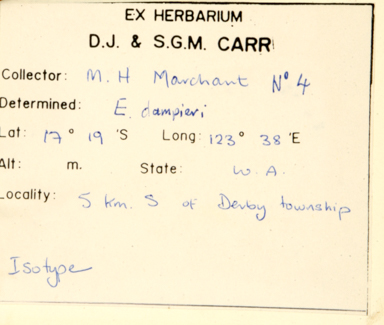 EX HERBARIUM
D.J. & S.G.M. CARR
Collector: M. H Marchant N° 4
Determined: E. dampieri
Lat: 17° 19 'S Long: 123° 38 'E
Alt: m. State: W. A.
Locality: 5 km. S of Derby township
Isotype